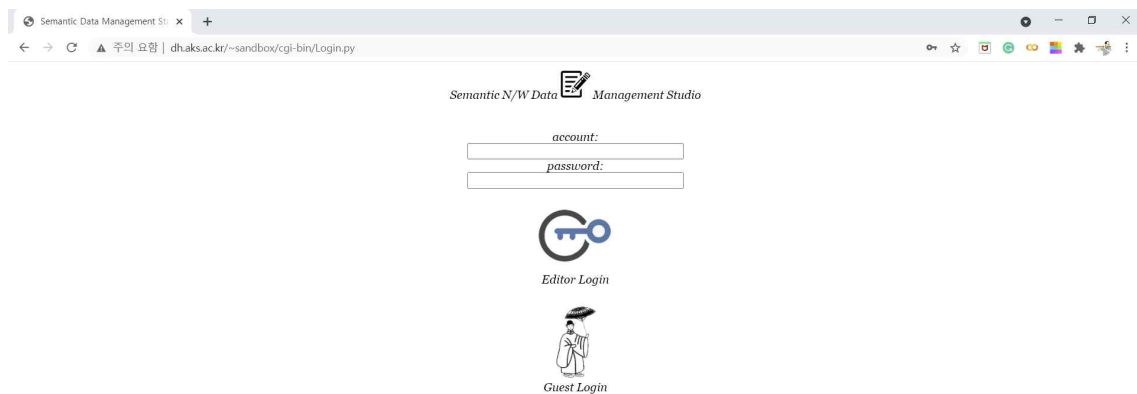 Semantic Data Management St
주의 요함 | dh.aks.ac.kr/~sandbox/cgi-bin/Login.py
Semantic N/W Data Management Studio
account:
password:
Editor Login
Guest Login